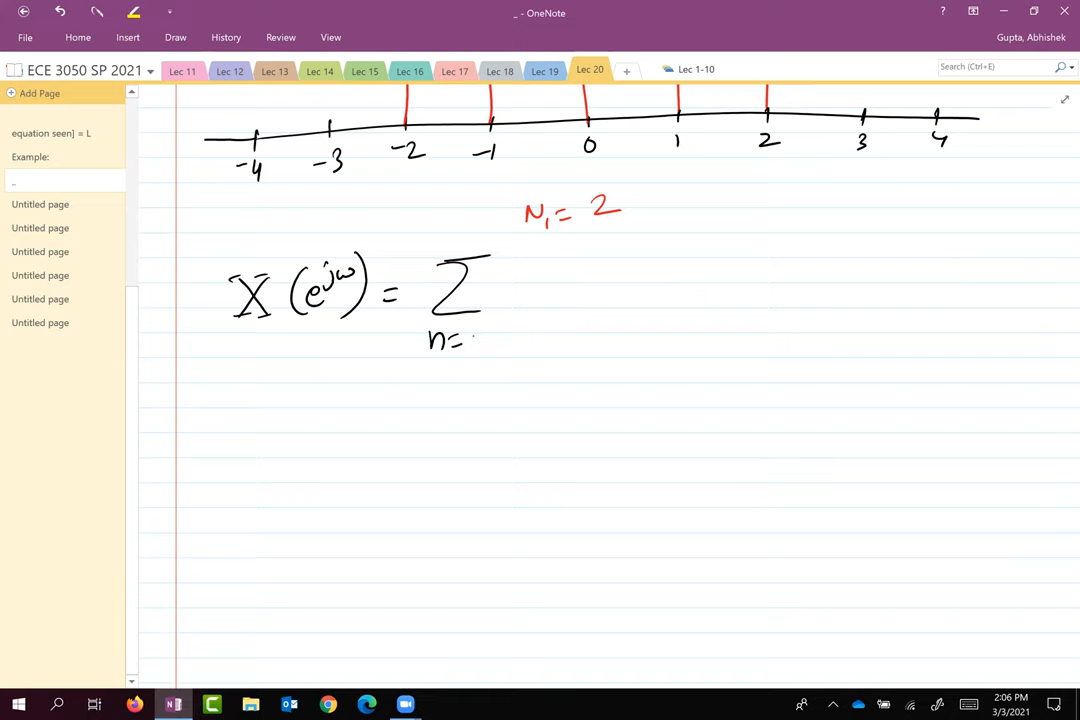 _ - OneNote
File Home Insert Draw History Review View Gupta, Abhishek
ECE 3050 SP 2021 Lec 11 Lec 12 Lec 13 Lec 14 Lec 15 Lec 16 Lec 17 Lec 18 Lec 19 Lec 20 Lec 1-10 Search (Ctrl+E)
Add Page
equation seen] = L
Example:
_
Untitled page
Untitled page
Untitled page
Untitled page
Untitled page
Untitled page
-4 -3 -2 -1 0 1 2 3 4
N₁ = 2
X(e^{jω}) = Σ
n=
2:06 PM
3/3/2021